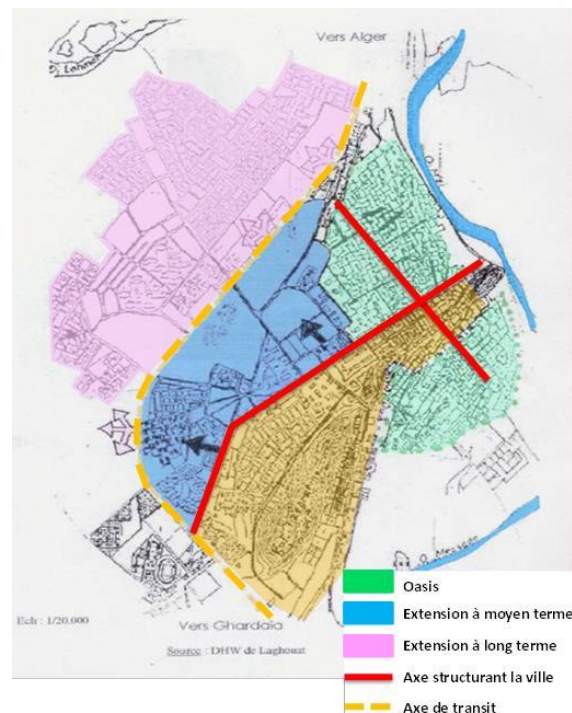 Vers Alger
Ech : 1/20.000
Vers Ghardaïa
Source : DHW de Laghouat
Oasis
Extension à moyen terme
Extension à long terme
Axe structurant la ville
Axe de transit